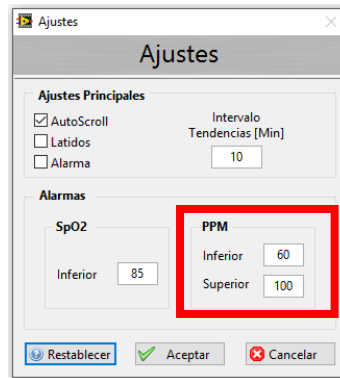 Ajustes
Ajustes
Ajustes Principales
AutoScroll
Latidos
Alarma
Intervalo
Tendencias [Min]
10
Alarmas
SpO2
Inferior 85
PPM
Inferior 60
Superior 100
Restablecer Aceptar Cancelar